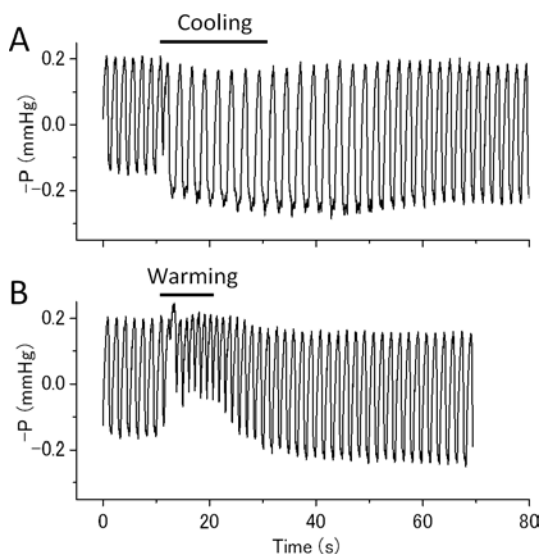 Cooling
A
0.2
0.0
-0.2
-P (mmHg)
Warming
B
0.2
0.0
-0.2
-P (mmHg)
0 20 40 60 80
Time (s)